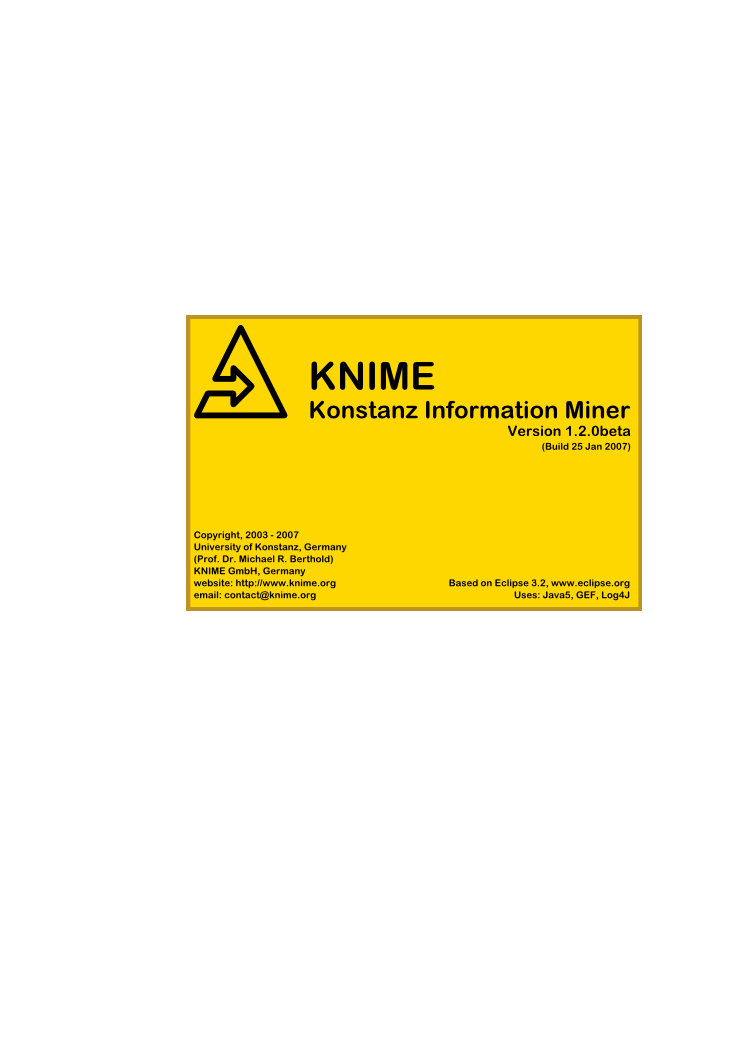 KNIME
Konstanz Information Miner
Version 1.2.0beta
(Build 25 Jan 2007)
Copyright, 2003 - 2007
University of Konstanz, Germany
(Prof. Dr. Michael R. Berthold)
KNIME GmbH, Germany
website: http://www.knime.org
email: contact@knime.org
Based on Eclipse 3.2, www.eclipse.org
Uses: Java5, GEF, Log4J